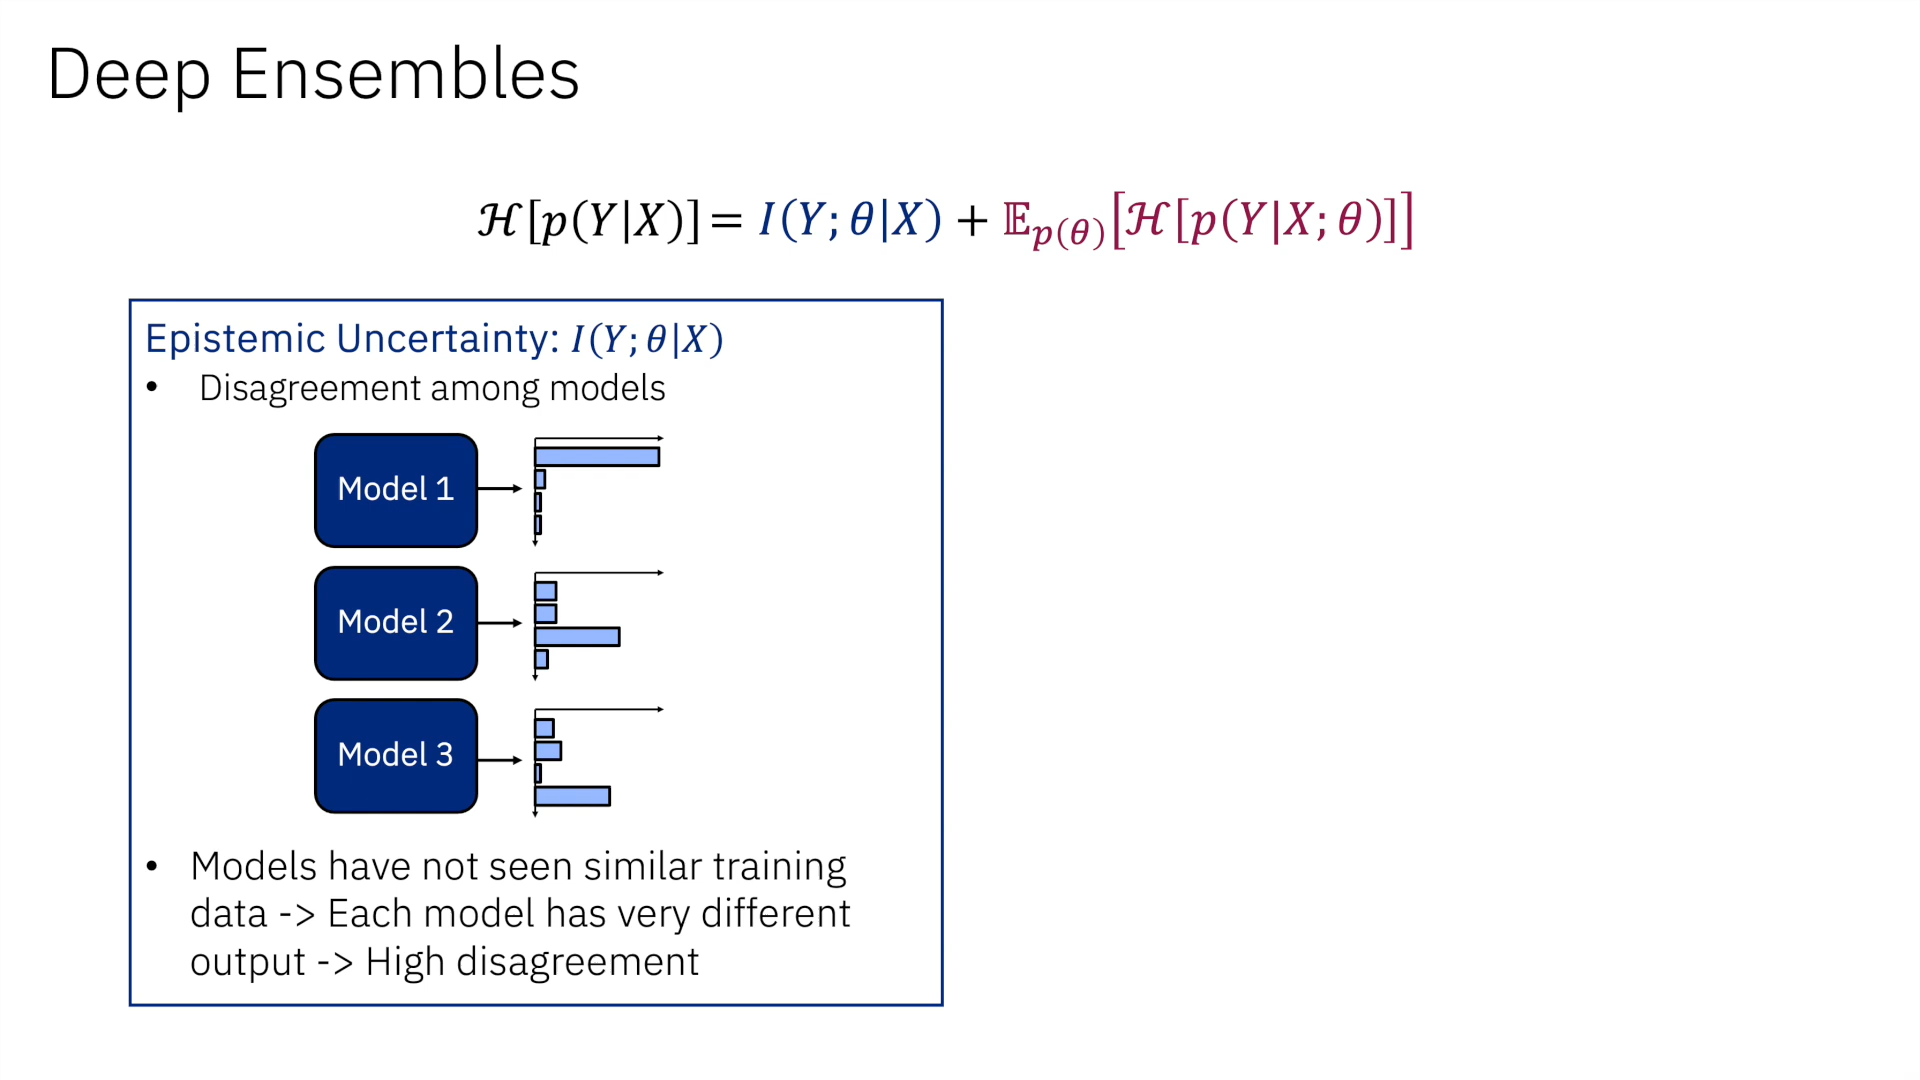 Deep Ensembles
ℋ[p(Y|X)] = I(Y; θ|X) + 𝔼p(θ)[ℋ[p(Y|X; θ)]]
Epistemic Uncertainty: I(Y; θ|X)
• Disagreement among models
Model 1
Model 2
Model 3
• Models have not seen similar training
data -> Each model has very different
output -> High disagreement